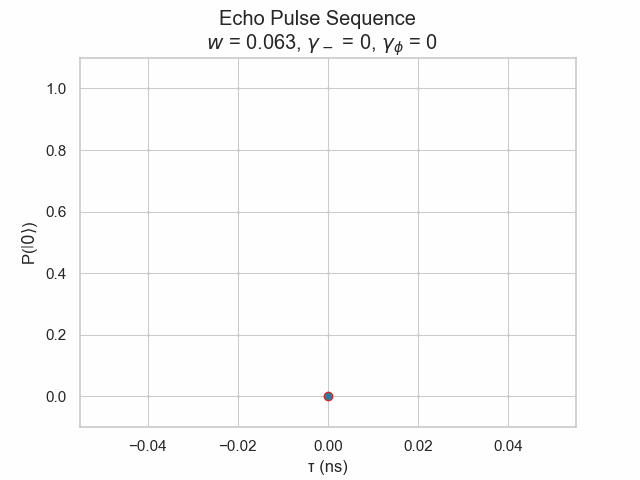 Echo Pulse Sequence
w = 0.063, γ₋ = 0, γᵩ = 0
1.0
0.8
0.6
0.4
0.2
0.0
P(|0⟩)
−0.04 −0.02 0.00 0.02 0.04
τ (ns)